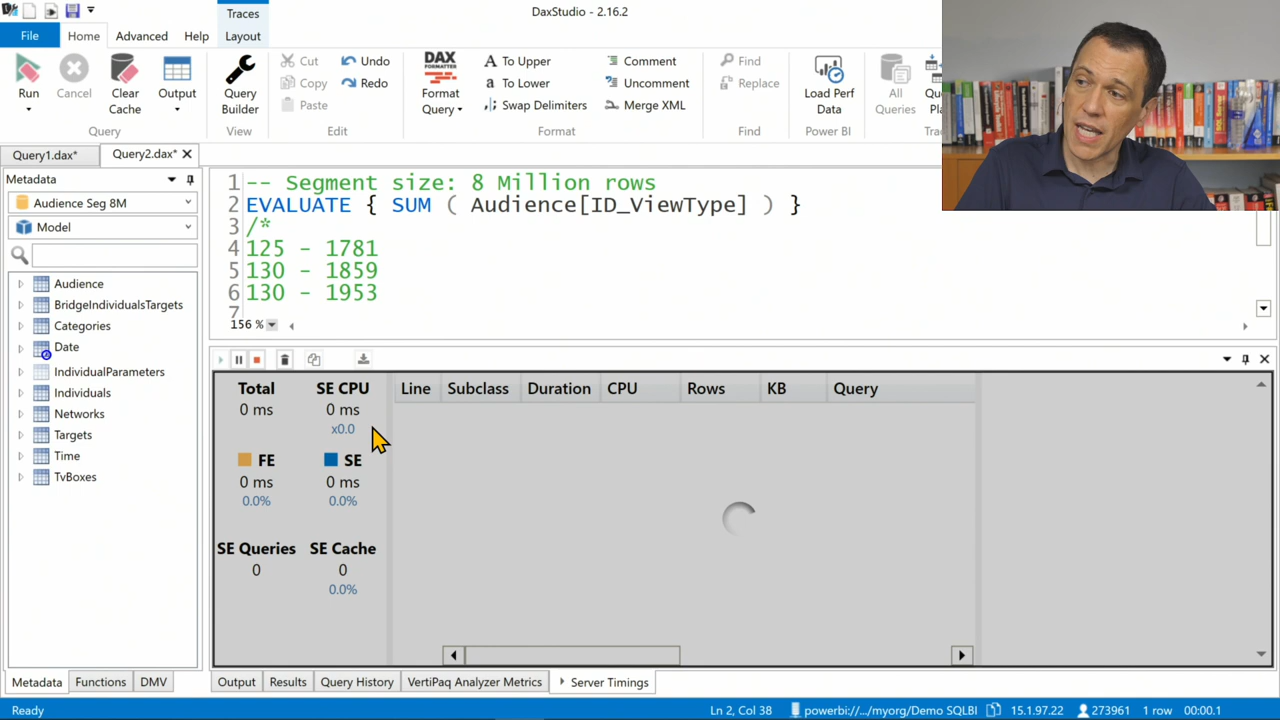 Traces
DaxStudio - 2.16.2
File
Home
Advanced
Help
Layout
Run
Cancel
Clear
Cache
Output
Query
Query
Builder
View
Cut
Copy
Paste
Undo
Redo
Edit
DAX
FORMATTER
Format
Query
To Upper
To Lower
Swap Delimiters
Comment
Uncomment
Merge XML
Format
Find
Replace
Find
Load Perf
Data
Power BI
All
Queries
Query1.dax*
Query2.dax*
Metadata
Audience Seg 8M
Model
Audience
BridgeIndividualsTargets
Categories
Date
IndividualParameters
Individuals
Networks
Targets
Time
TvBoxes
1 -- Segment size: 8 Million rows
2 EVALUATE { SUM ( Audience[ID_ViewType] ) }
3 /*
4 125 - 1781
5 130 - 1859
6 130 - 1953
7
156 %
Total
SE CPU
0 ms
0 ms
x0.0
FE
SE
0 ms
0 ms
0.0%
0.0%
SE Queries
SE Cache
0
0
0.0%
Line
Subclass
Duration
CPU
Rows
KB
Query
Metadata
Functions
DMV
Output
Results
Query History
VertiPaq Analyzer Metrics
Server Timings
Ready
Ln 2, Col 38
powerbi://.../myorg/Demo SQLBI
15.1.97.22
273961
1 row
00:00.1